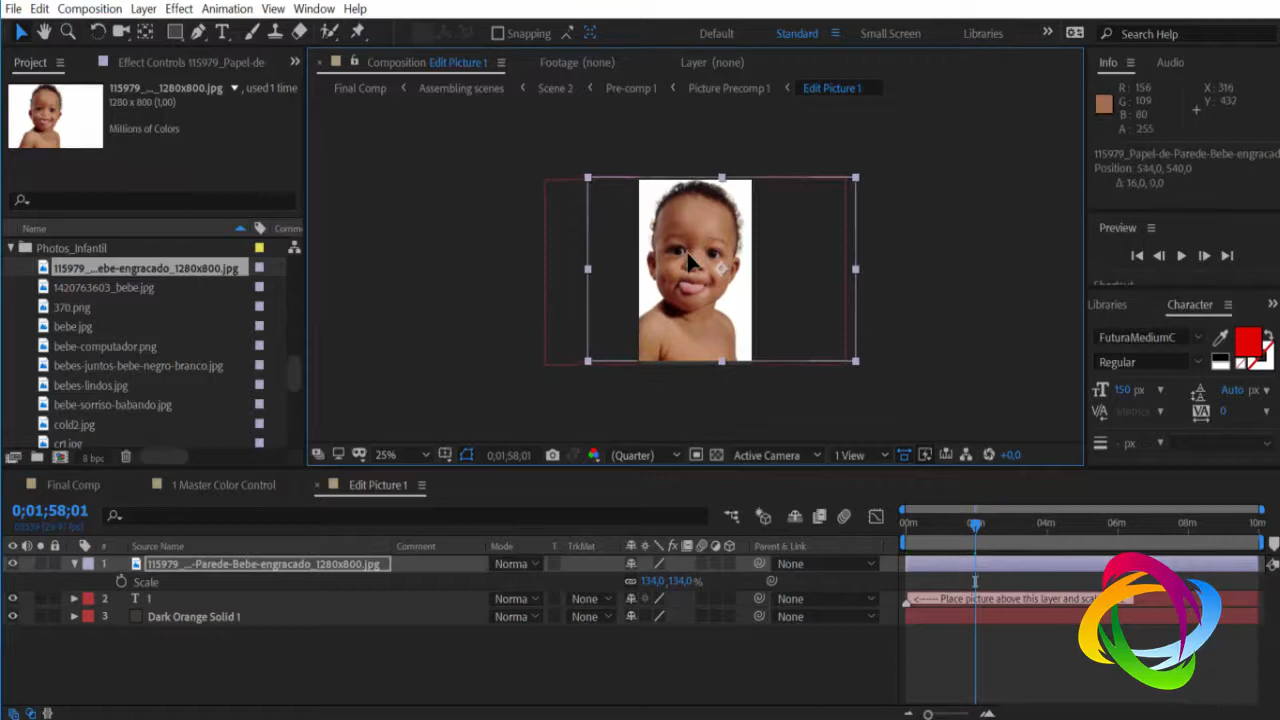 File Edit Composition Layer Effect Animation View Window Help
Snapping Default Standard Small Screen Libraries Search Help
Project Effect Controls 115979_Papel-de- Composition Edit Picture 1 Footage (none) Layer (none) Info Audio
115979_..._1280x800.jpg , used 1 time
1280 x 800 (1,00)
Millions of Colors
Final Comp Assembling scenes Scene 2 Pre-comp 1 Picture Precomp 1 Edit Picture 1
R: 156 X: 316
G: 109 Y: 432
B: 80
A: 255
115979_Papel-de-Parede-Bebe-engracad
Position: 544,0, 540,0
Δ: 16,0, 0,0
Preview
Name Comme
Photos_Infantil
115979_...ebe-engracado_1280x800.jpg
1420763603_bebe.jpg
370.png
bebe.jpg
bebe-computador.png
bebes-juntos-bebe-negro-branco.jpg
bebes-lindos.jpg
bebe-sorriso-babando.jpg
cold2.jpg
cr1.jpg
8 bpc
Libraries Character
FuturaMediumC
Regular
150 px Auto
0
- px
25% 0;01;58;01 (Quarter) Active Camera 1 View +0,0
Final Comp 1 Master Color Control Edit Picture 1
0;01;58;01
00m 04m 06m 08m 10m
Source Name Comment Mode T TrkMat Parent & Link
1 115979_...-Parede-Bebe-engracado_1280x800.jpg Norma None
Scale 134,0,134,0%
2 T 1 Norma None None
<----- Place picture above this layer and scal
3 Dark Orange Solid 1 Norma None None